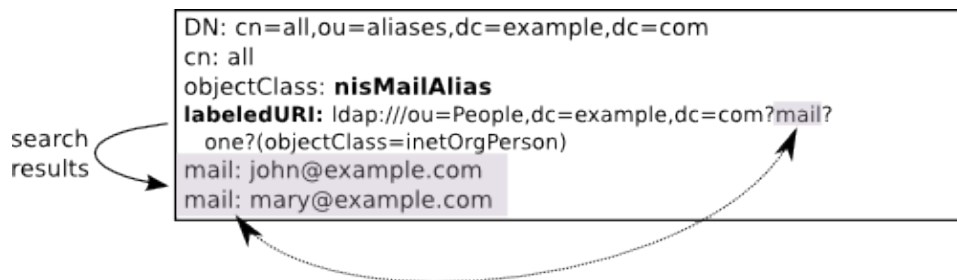 DN: cn=all,ou=aliases,dc=example,dc=com
cn: all
objectClass: nisMailAlias
labeledURI: ldap:///ou=People,dc=example,dc=com?mail?
one?(objectClass=inetOrgPerson)
mail: john@example.com
mail: mary@example.com
search
results